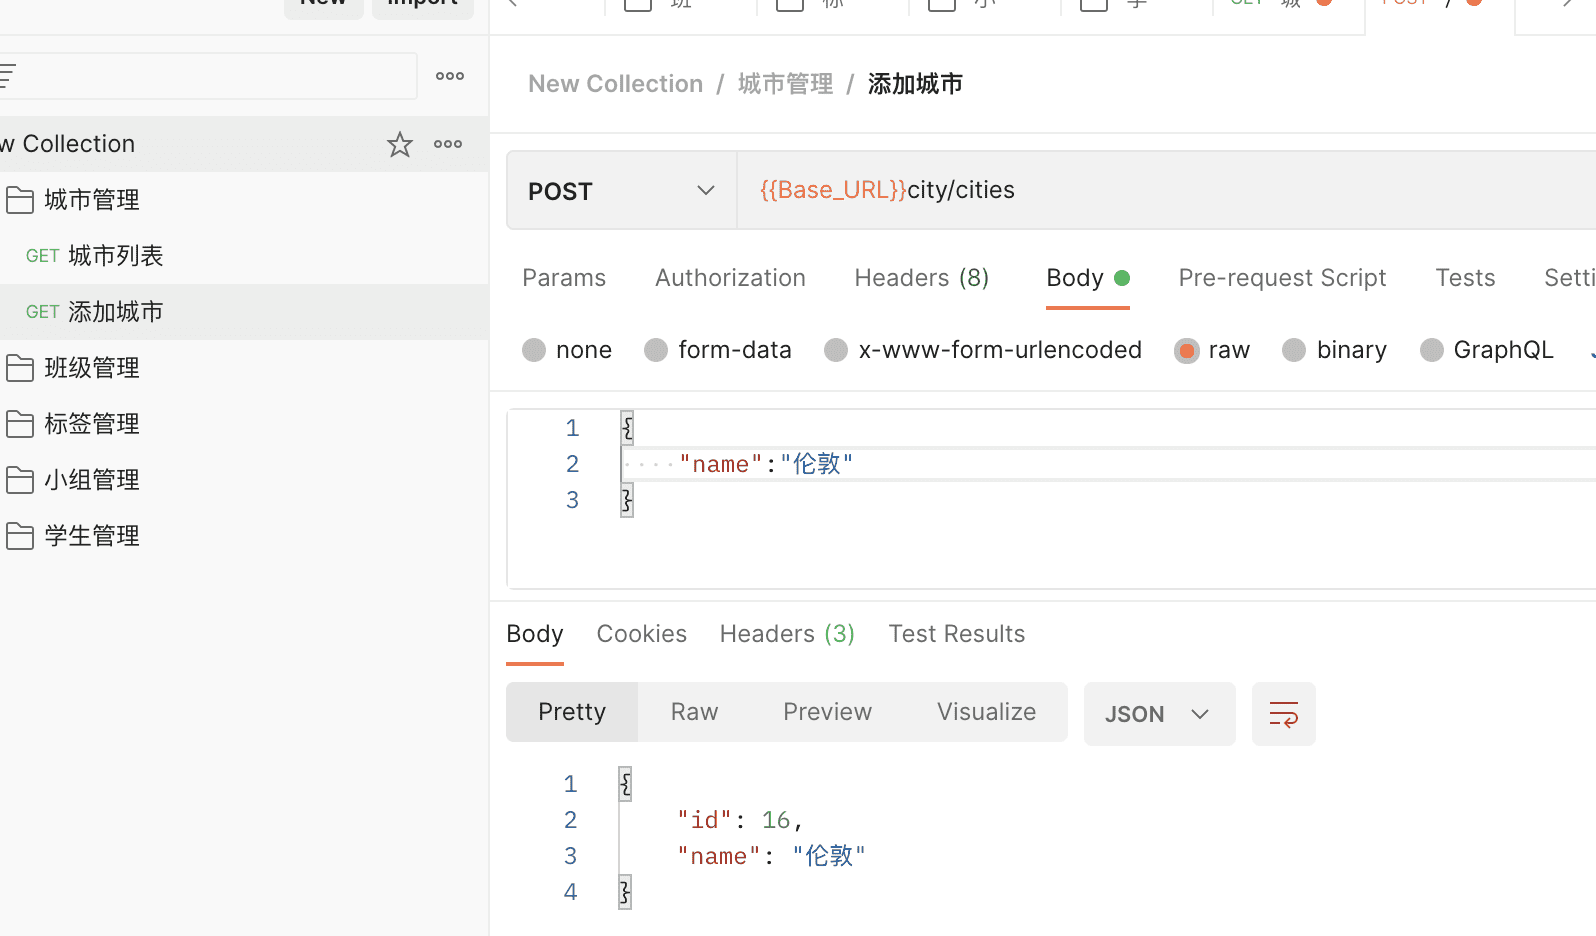 New Import
w Collection
城市管理
GET 城市列表
GET 添加城市
班级管理
标签管理
小组管理
学生管理
New Collection / 城市管理 / 添加城市
POST {{Base_URL}}city/cities
Params Authorization Headers (8) Body Pre-request Script Tests Setti
none form-data x-www-form-urlencoded raw binary GraphQL
1 {
2 "name":"伦敦"
3 }
Body Cookies Headers (3) Test Results
Pretty Raw Preview Visualize JSON
1 {
2 "id": 16,
3 "name": "伦敦"
4 }